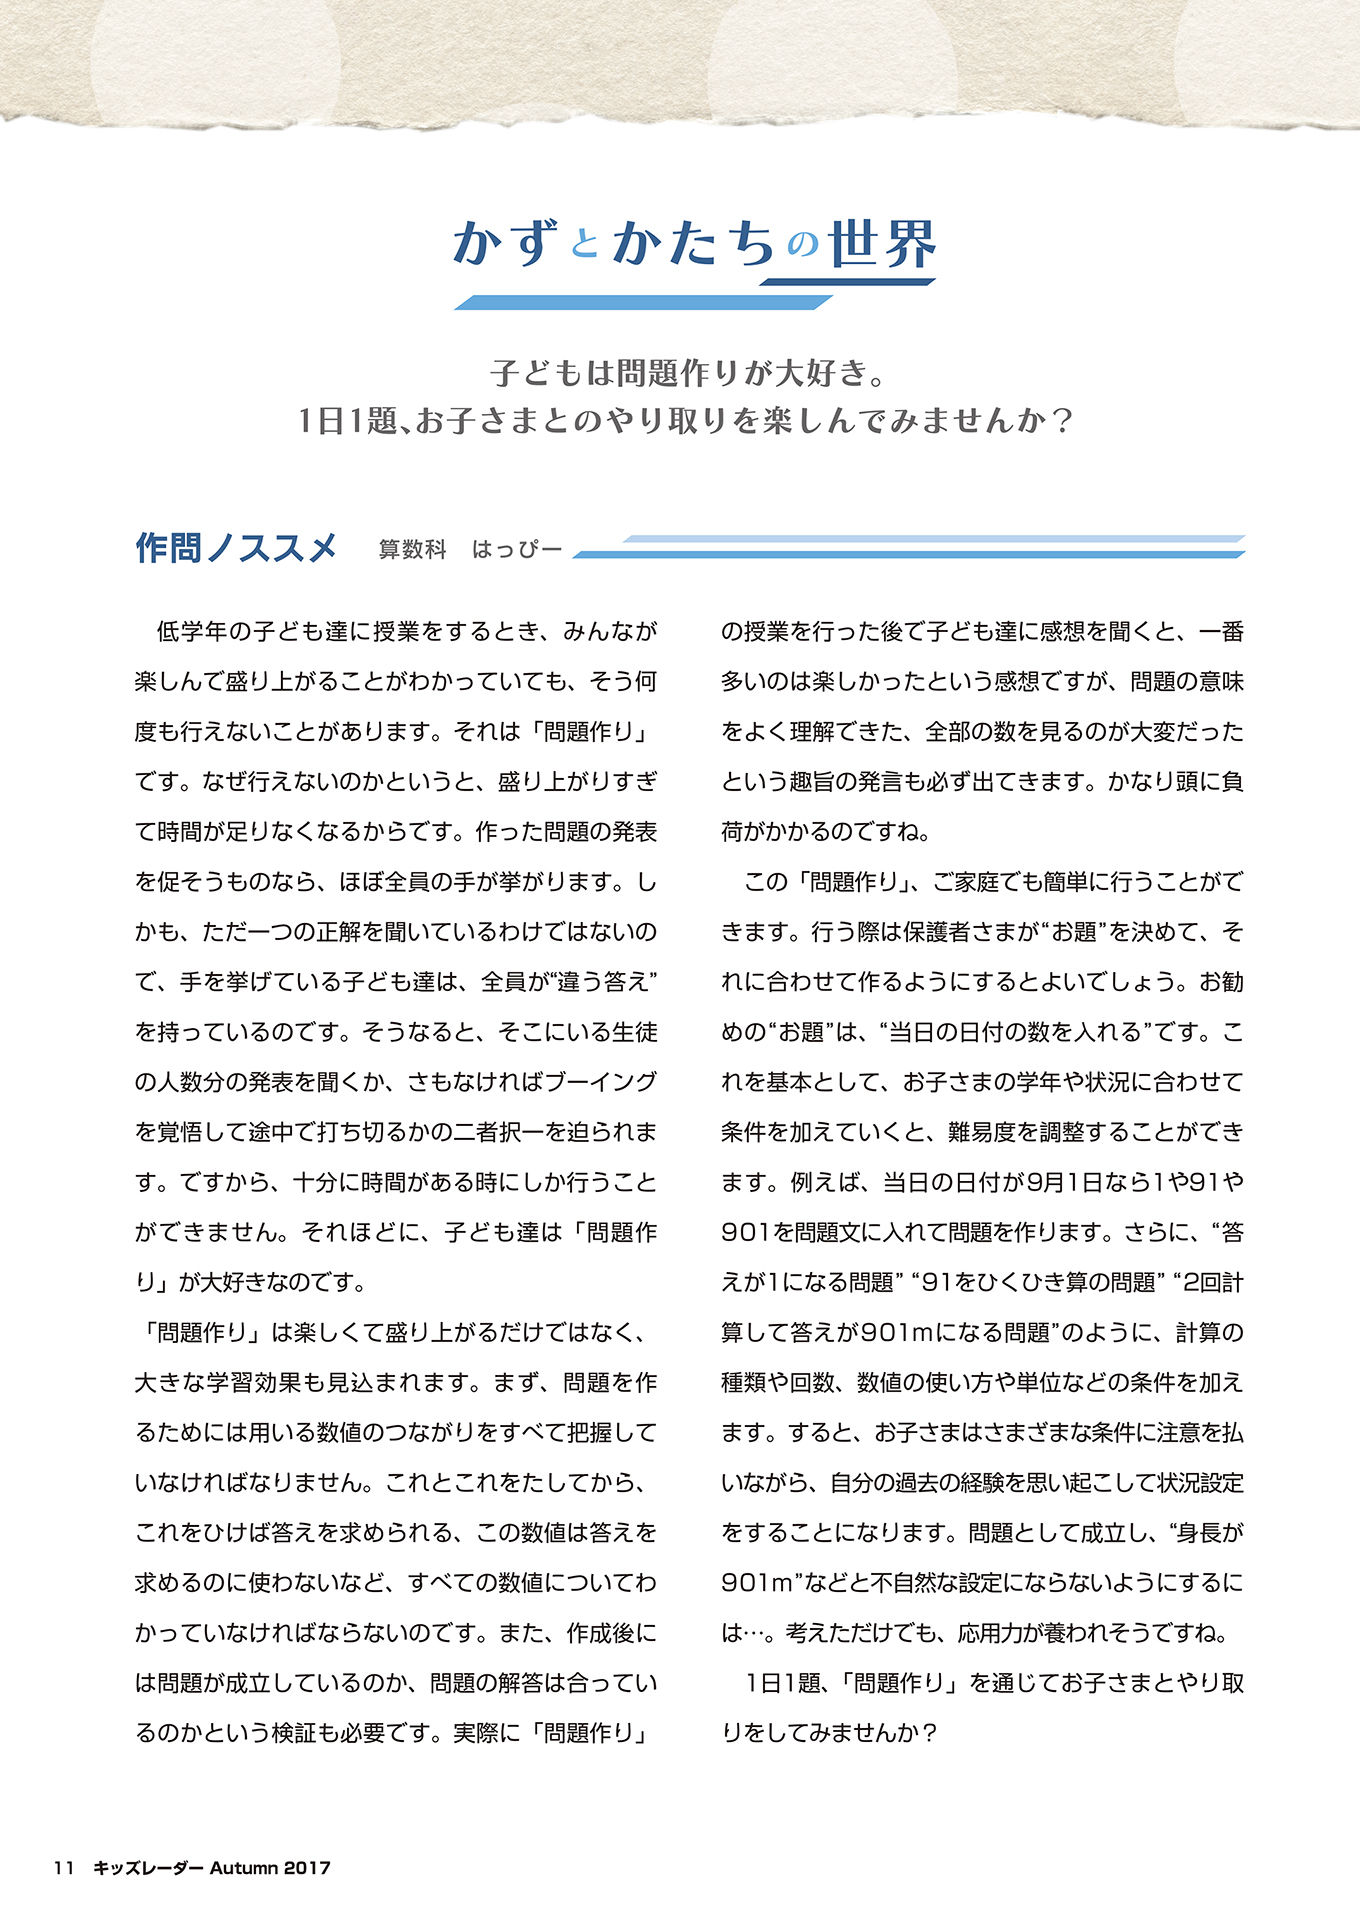 かずとかたちの世界
子どもは問題作りが大好き。
1日1題、お子さまとのやり取りを楽しんでみませんか？
作問ノススメ　算数科　はっぴー
低学年の子ども達に授業をするとき、みんなが
楽しんで盛り上がることがわかっていても、そう何
度も行えないことがあります。それは「問題作り」
です。なぜ行えないのかというと、盛り上がりすぎ
て時間が足りなくなるからです。作った問題の発表
を促そうものなら、ほぼ全員の手が挙がります。し
かも、ただ一つの正解を聞いているわけではないの
で、手を挙げている子ども達は、全員が“違う答え”
を持っているのです。そうなると、そこにいる生徒
の人数分の発表を聞くか、さもなければブーイング
を覚悟して途中で打ち切るかの二者択一を迫られま
す。ですから、十分に時間がある時にしか行うこと
ができません。それほどに、子ども達は「問題作
り」が大好きなのです。
「問題作り」は楽しくて盛り上がるだけではなく、
大きな学習効果も見込まれます。まず、問題を作
るためには用いる数値のつながりをすべて把握して
いなければなりません。これとこれをたしてから、
これをひけば答えを求められる、この数値は答えを
求めるのに使わないなど、すべての数値についてわ
かっていなければならないのです。また、作成後に
は問題が成立しているのか、問題の解答は合ってい
るのかという検証も必要です。実際に「問題作り」
の授業を行った後で子ども達に感想を聞くと、一番
多いのは楽しかったという感想ですが、問題の意味
をよく理解できた、全部の数を見るのが大変だった
という趣旨の発言も必ず出てきます。かなり頭に負
荷がかかるのですね。
この「問題作り」、ご家庭でも簡単に行うことがで
きます。行う際は保護者さまが“お題”を決めて、そ
れに合わせて作るようにするとよいでしょう。お勧
めの“お題”は、“当日の日付の数を入れる”です。こ
れを基本として、お子さまの学年や状況に合わせて
条件を加えていくと、難易度を調整することができ
ます。例えば、当日の日付が9月1日なら1や91や
901を問題文に入れて問題を作ります。さらに、“答
えが1になる問題” “91をひくひき算の問題” “2回計
算して答えが901mになる問題”のように、計算の
種類や回数、数値の使い方や単位などの条件を加え
ます。すると、お子さまはさまざまな条件に注意を払
いながら、自分の過去の経験を思い起こして状況設定
をすることになります。問題として成立し、“身長が
901m”などと不自然な設定にならないようにするに
は…。考えただけでも、応用力が養われそうですね。
1日1題、「問題作り」を通じてお子さまとやり取
りをしてみませんか？
11　キッズレーダー Autumn 2017